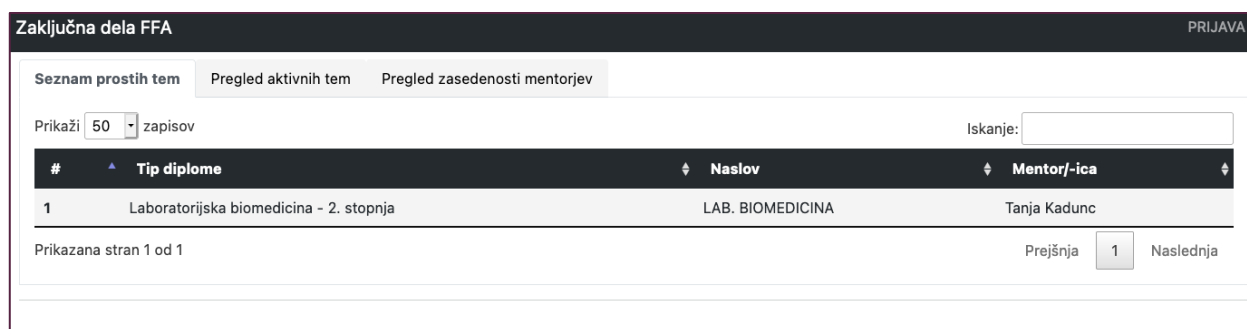 Zaključna dela FFA PRIJAVA
Seznam prostih tem Pregled aktivnih tem Pregled zasedenosti mentorjev
Prikaži 50 zapisov Iskanje:
# Tip diplome Naslov Mentor/-ica
1 Laboratorijska biomedicina - 2. stopnja LAB. BIOMEDICINA Tanja Kadunc
Prikazana stran 1 od 1 Prejšnja 1 Naslednja